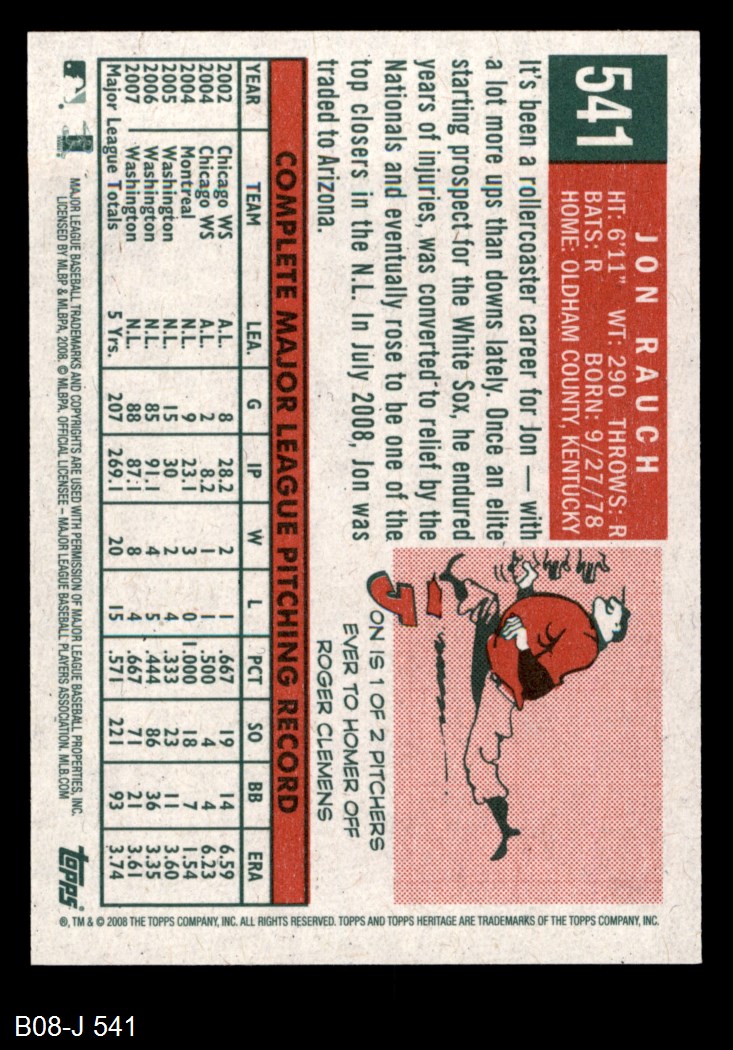 541
JON RAUCH
HT: 6'11" WT: 290 THROWS: R
BATS: R BORN: 9/27/78
HOME: OLDHAM COUNTY, KENTUCKY
It's been a rollercoaster career for Jon — with
a lot more ups than downs lately. Once an elite
starting prospect for the White Sox, he endured
years of injuries, was converted to relief by the
Nationals and eventually rose to be one of the
top closers in the N.L. In July 2008, Jon was
traded to Arizona.
JON IS 1 OF 2 PITCHERS
EVER TO HOMER OFF
ROGER CLEMENS
COMPLETE MAJOR LEAGUE PITCHING RECORD
YEAR TEAM LEA. G IP W L PCT SO BB ERA
2002 Chicago WS A.L. 8 28.2 2 1 .667 19 14 6.59
2004 Chicago WS A.L. 2 8.2 1 1 .500 4 4 6.23
2004 Montreal N.L. 9 23.1 3 0 1.000 18 7 1.54
2005 Washington N.L. 15 30 2 4 .333 23 11 3.60
2006 Washington N.L. 85 91.1 4 5 .444 86 36 3.35
2007 Washington N.L. 88 87.1 8 4 .667 71 21 3.61
Major League Totals 5 Yrs. 207 269.1 20 15 .571 221 93 3.74
MAJOR LEAGUE BASEBALL TRADEMARKS AND COPYRIGHTS ARE USED WITH PERMISSION OF MAJOR LEAGUE BASEBALL PROPERTIES, INC.
LICENSED BY MLBP & MLBPA, 2008. © MLBPA, OFFICIAL LICENSEE – MAJOR LEAGUE BASEBALL PLAYERS ASSOCIATION. MLB.COM
topps®
®, TM & © 2008 THE TOPPS COMPANY, INC. ALL RIGHTS RESERVED. TOPPS AND TOPPS HERITAGE ARE TRADEMARKS OF THE TOPPS COMPANY, INC.
B08-J 541